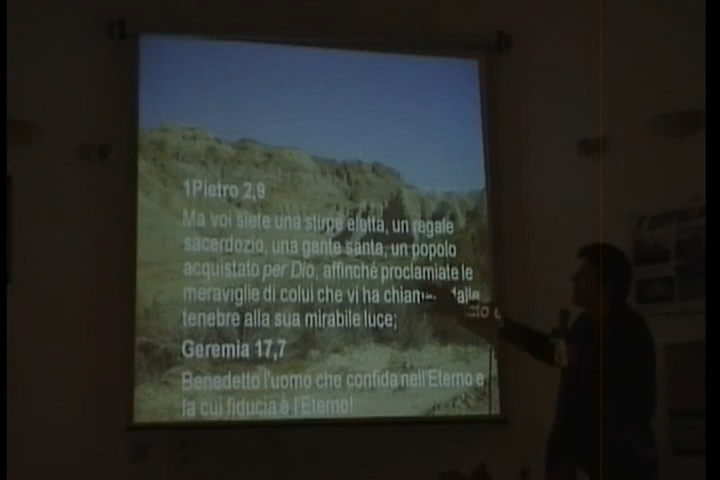 1Pietro 2,9
Ma voi siete una stirpe eletta, un regale
sacerdozio, una gente santa, un popolo
acquistato per Dio, affinché proclamiate le
meraviglie di colui che vi ha dalle
tenebre alla sua mirabile luce;
Geremia 17,7
Benedetto l'uomo che confida nell'Eterno e
la cui fiducia è l'Eterno!